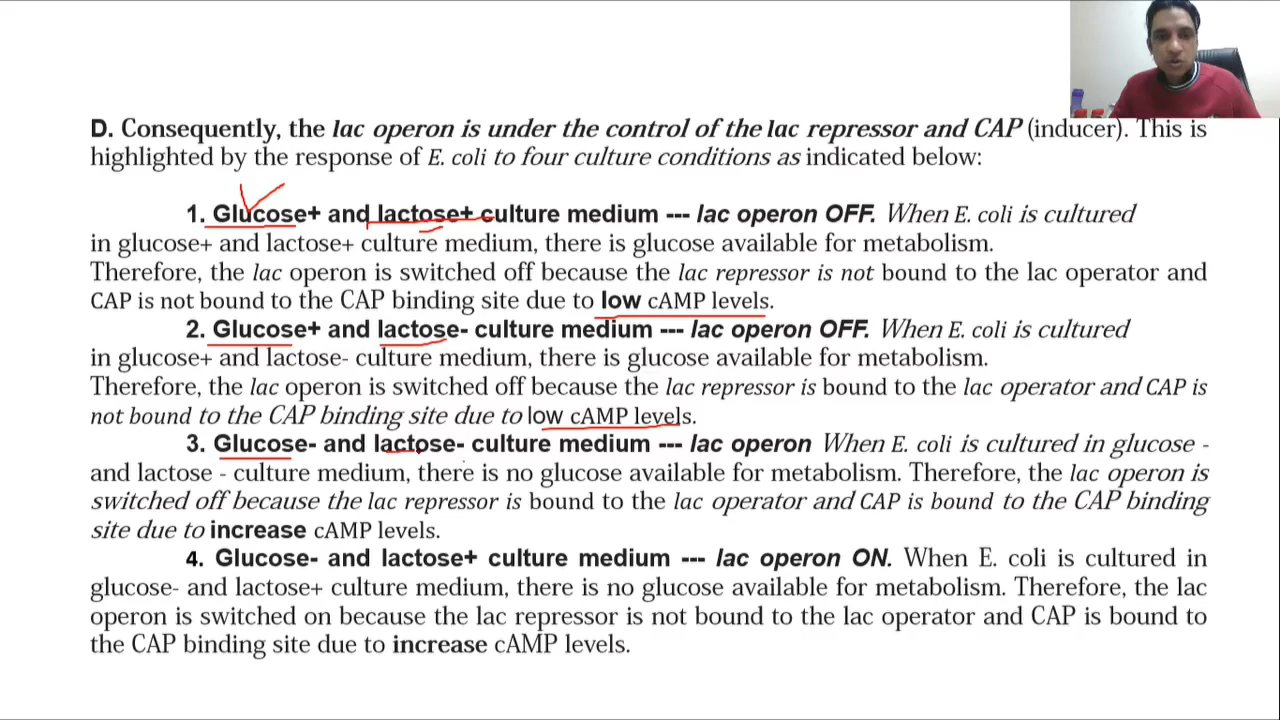 D. Consequently, the lac operon is under the control of the lac repressor and CAP (inducer). This is
highlighted by the response of E. coli to four culture conditions as indicated below:
1. Glucose+ and lactose+ culture medium --- lac operon OFF. When E. coli is cultured
in glucose+ and lactose+ culture medium, there is glucose available for metabolism.
Therefore, the lac operon is switched off because the lac repressor is not bound to the lac operator and
CAP is not bound to the CAP binding site due to low cAMP levels.
2. Glucose+ and lactose- culture medium --- lac operon OFF. When E. coli is cultured
in glucose+ and lactose- culture medium, there is glucose available for metabolism.
Therefore, the lac operon is switched off because the lac repressor is bound to the lac operator and CAP is
not bound to the CAP binding site due to low cAMP levels.
3. Glucose- and lactose- culture medium --- lac operon When E. coli is cultured in glucose -
and lactose - culture medium, there is no glucose available for metabolism. Therefore, the lac operon is
switched off because the lac repressor is bound to the lac operator and CAP is bound to the CAP binding
site due to increase cAMP levels.
4. Glucose- and lactose+ culture medium --- lac operon ON. When E. coli is cultured in
glucose- and lactose+ culture medium, there is no glucose available for metabolism. Therefore, the lac
operon is switched on because the lac repressor is not bound to the lac operator and CAP is bound to
the CAP binding site due to increase cAMP levels.